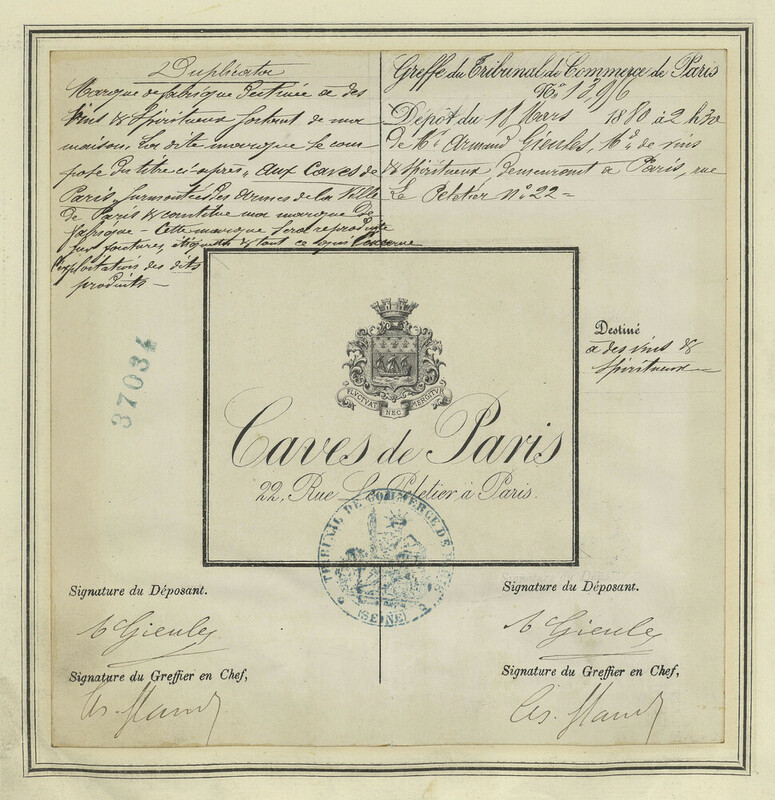 Duplicata
Marque de fabrique destinée a des
Vins & Spiritueux sortant de ma
maison. La dite marque se com
pose du titre ci-après „ aux Caves de
Paris, surmontées des armes de la Ville
de Paris & constitue ma marque de
fabrique – Cette marque sera reproduite
sur factures, étiquettes & tout ce qui concerne
l'exploitation des dits
produits –
Greffe du Tribunal de Commerce de Paris
No. 13,96
Dépôt du 18 Mars 1880 à 2 h 30
de Mr. Armand Gieules, Md. de vins
& spiritueux demeurant a Paris, rue
Le Peletier No. 22 =
37034
Destiné
a des vins &
spiritueux
FLUCTUAT NEC MERGITUR
Caves de Paris
22, Rue Le Peletier à Paris.
TRIBUNAL DE COMMERCE DE
(SEINE)
Signature du Déposant.
A Gieules
Signature du Greffier en Chef,
Signature du Déposant.
A Gieules
Signature du Greffier en Chef,